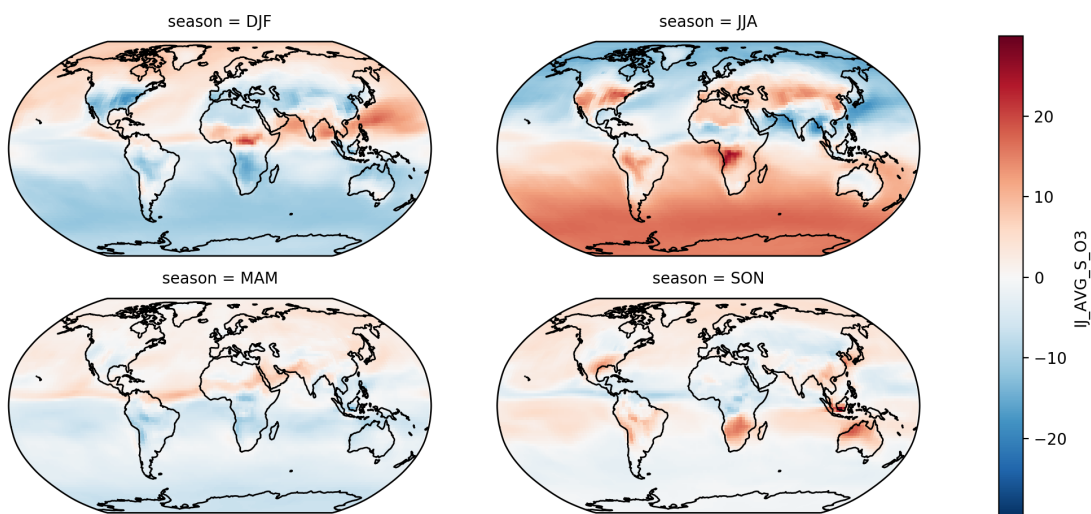 season = DJF
season = JJA
season = MAM
season = SON
20
10
0
−10
−20
IJ_AVG_S_O3